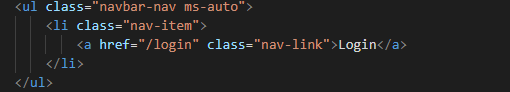 <ul class="navbar-nav ms-auto">
<li class="nav-item">
<a href="/login" class="nav-link">Login</a>
</li>
</ul>